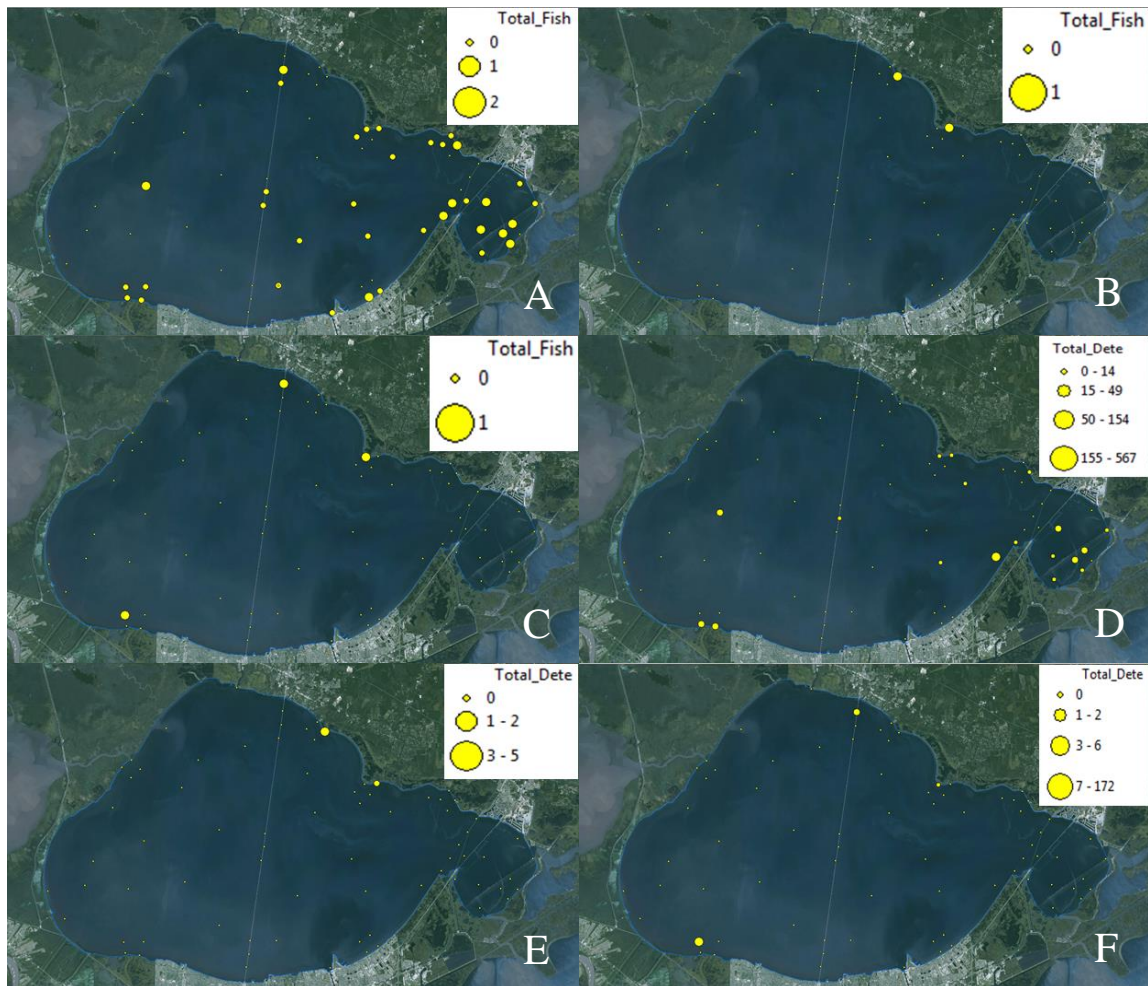 Total_Fish
0
1
2
A
Total_Fish
0
1
B
Total_Fish
0
1
C
Total_Dete
0 - 14
15 - 49
50 - 154
155 - 567
D
Total_Dete
0
1 - 2
3 - 5
E
Total_Dete
0
1 - 2
3 - 6
7 - 172
F